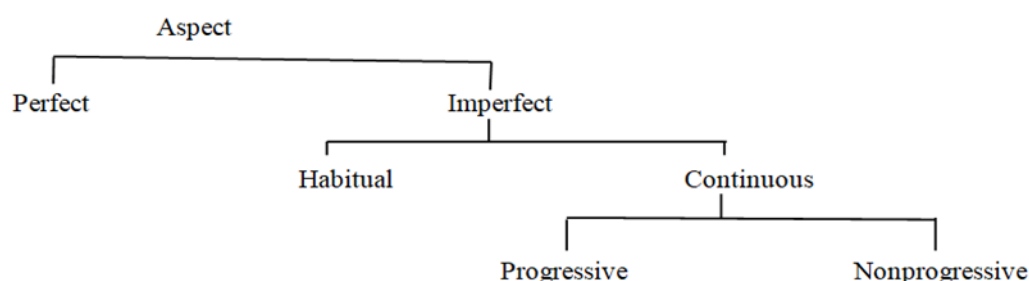 Aspect
Perfect Imperfect
Habitual Continuous
Progressive Nonprogressive